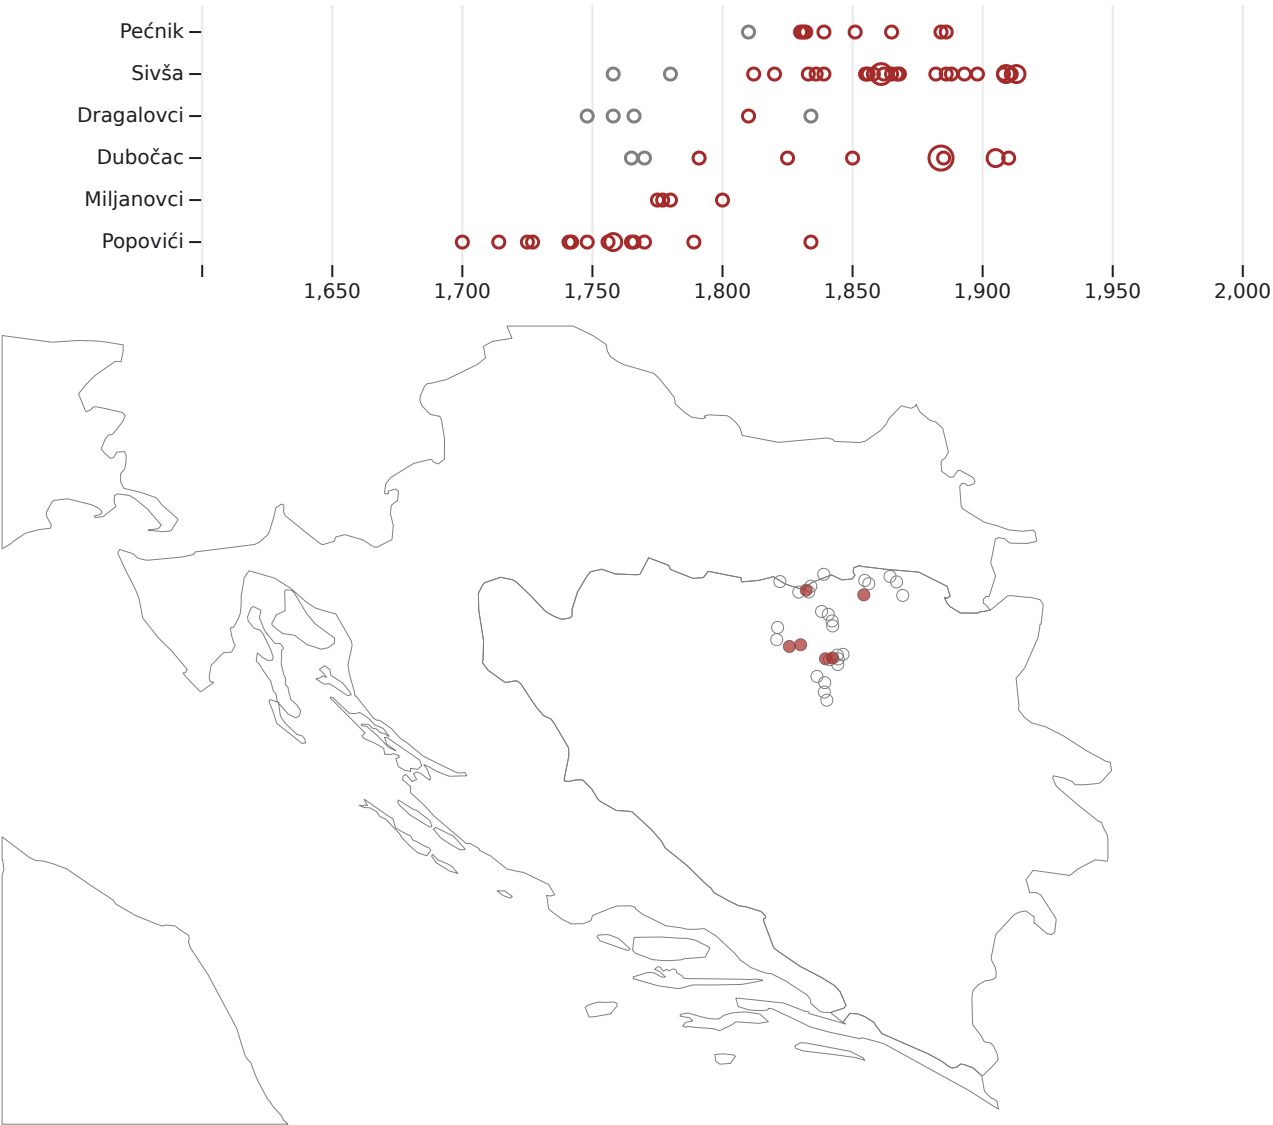 Pećnik
Sivša
Dragalovci
Dubočac
Miljanovci
Popovići
1,650 1,700 1,750 1,800 1,850 1,900 1,950 2,000